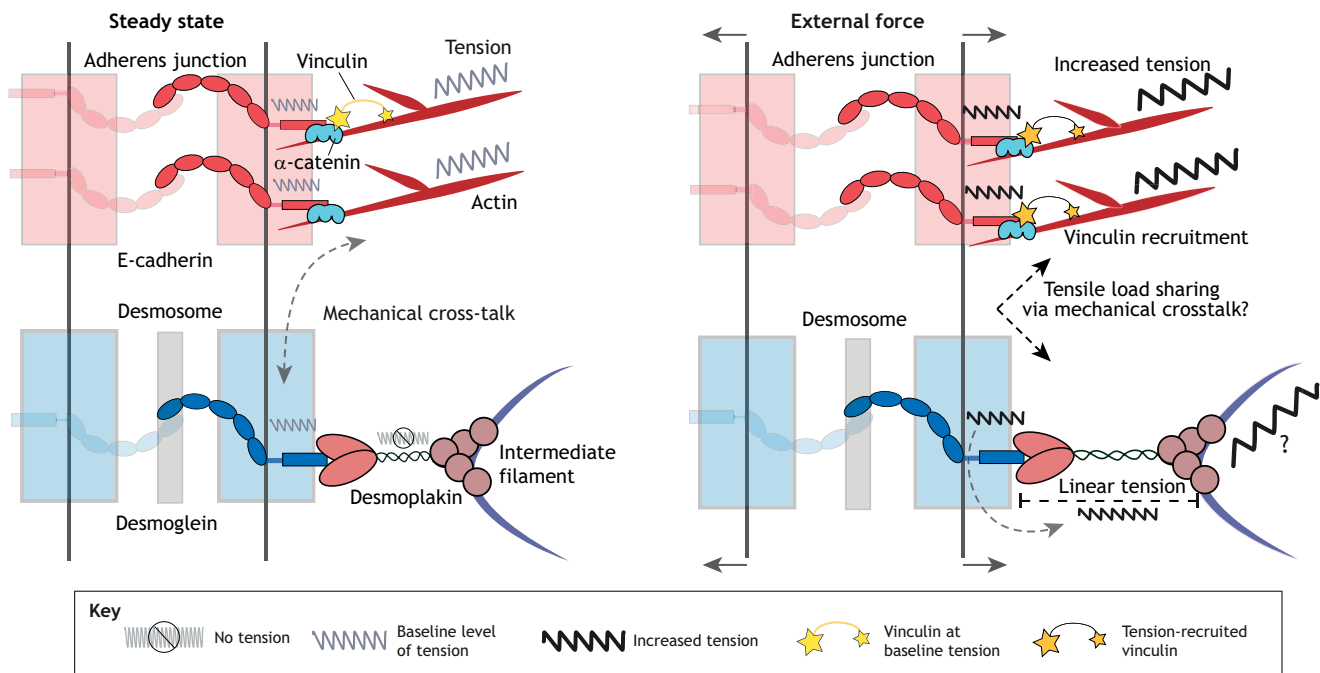 Steady state
Adherens junction
Vinculin
Tension
α-catenin
Actin
E-cadherin
Mechanical cross-talk
Desmosome
Intermediate
filament
Desmoplakin
Desmoglein
External force
Adherens junction
Increased tension
Vinculin recruitment
Tensile load sharing
via mechanical crosstalk?
Desmosome
?
Linear tension
Key
No tension
Baseline level
of tension
Increased tension
Vinculin at
baseline tension
Tension-recruited
vinculin